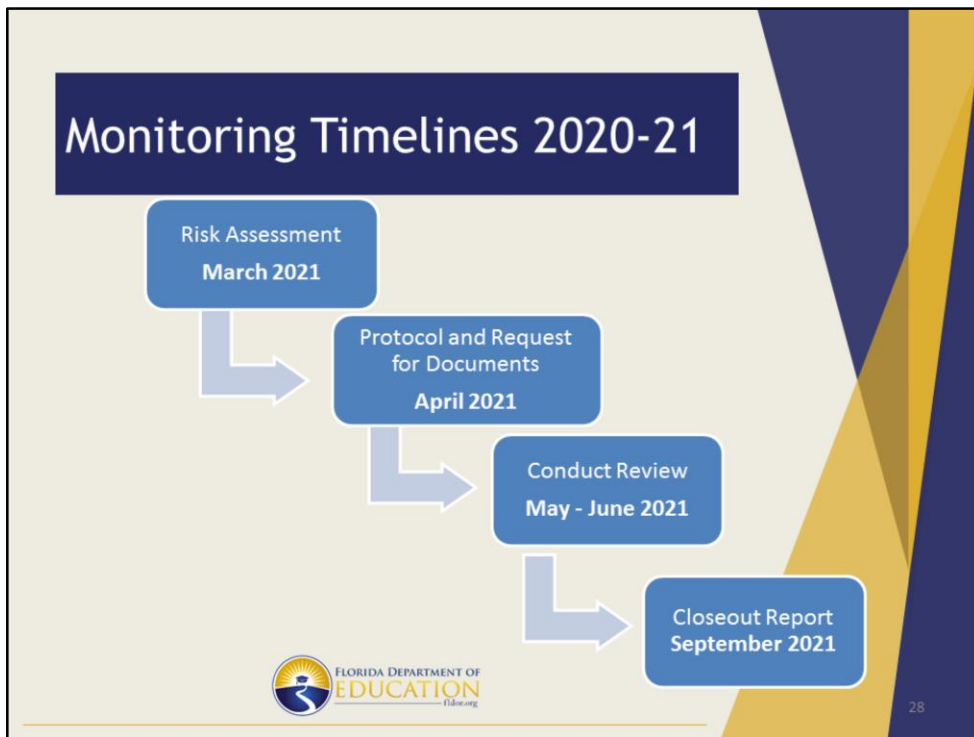 Monitoring Timelines 2020-21
Risk Assessment
March 2021
Protocol and Request
for Documents
April 2021
Conduct Review
May - June 2021
Closeout Report
September 2021
FLORIDA DEPARTMENT OF
EDUCATION
fldoe.org
28